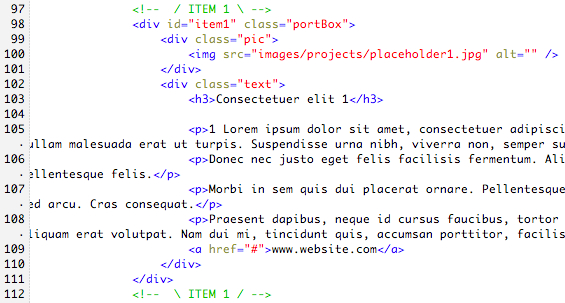 97 <!--  / ITEM 1 \ -->
98 <div id="item1" class="portBox">
99 <div class="pic">
100 <img src="images/projects/placeholder1.jpg" alt="" />
101 </div>
102 <div class="text">
103 <h3>Consectetuer elit 1</h3>
104
105 <p>1 Lorem ipsum dolor sit amet, consectetuer adipisci
· ullam malesuada erat ut turpis. Suspendisse urna nibh, viverra non, semper su
106 <p>Donec nec justo eget felis facilisis fermentum. Ali
· ellentesque felis.</p>
107 <p>Morbi in sem quis dui placerat ornare. Pellentesque
· ed arcu. Cras consequat.</p>
108 <p>Praesent dapibus, neque id cursus faucibus, tortor
· liquam erat volutpat. Nam dui mi, tincidunt quis, accumsan porttitor, facilis
109 <a href="#">www.website.com</a>
110 </div>
111 </div>
112 <!--  \ ITEM 1 / -->